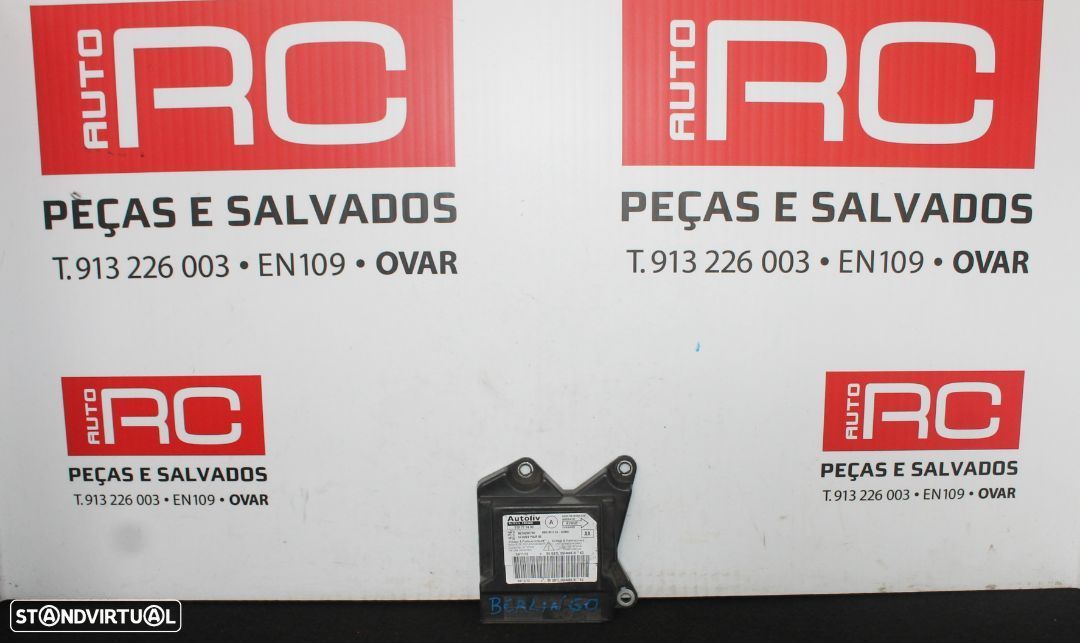 AUTO RC
PEÇAS E SALVADOS
T. 913 226 003 • EN109 • OVAR
AUTO RC
PEÇAS E SALVADOS
T. 913 226 003 • EN109 • OVAR
AUTO RC
PEÇAS E SALVADOS
T. 913 226 003 • EN109 • OVAR
AUTO RC
PEÇAS E SALVADOS
T. 913 226 003 • EN109 • OVAR
Autoliv
A
BERLINGO
STANDVIRTUAL